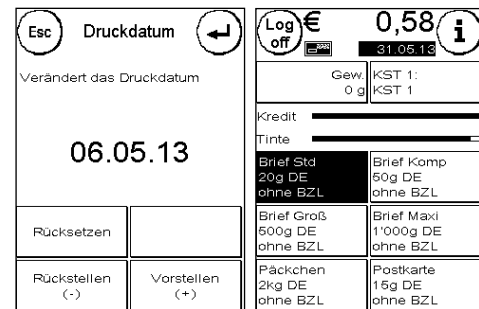 Esc
Druckdatum
Verändert das Druckdatum
06.05.13
Rücksetzen
Rückstellen
(-)
Vorstellen
(+)
Log
off
€
0,58
i
31.05.13
Gew.
0 g
KST 1:
KST 1
Kredit
Tinte
Brief Std
20g DE
ohne BZL
Brief Komp
50g DE
ohne BZL
Brief Groß
500g DE
ohne BZL
Brief Maxi
1'000g DE
ohne BZL
Päckchen
2kg DE
ohne BZL
Postkarte
15g DE
ohne BZL